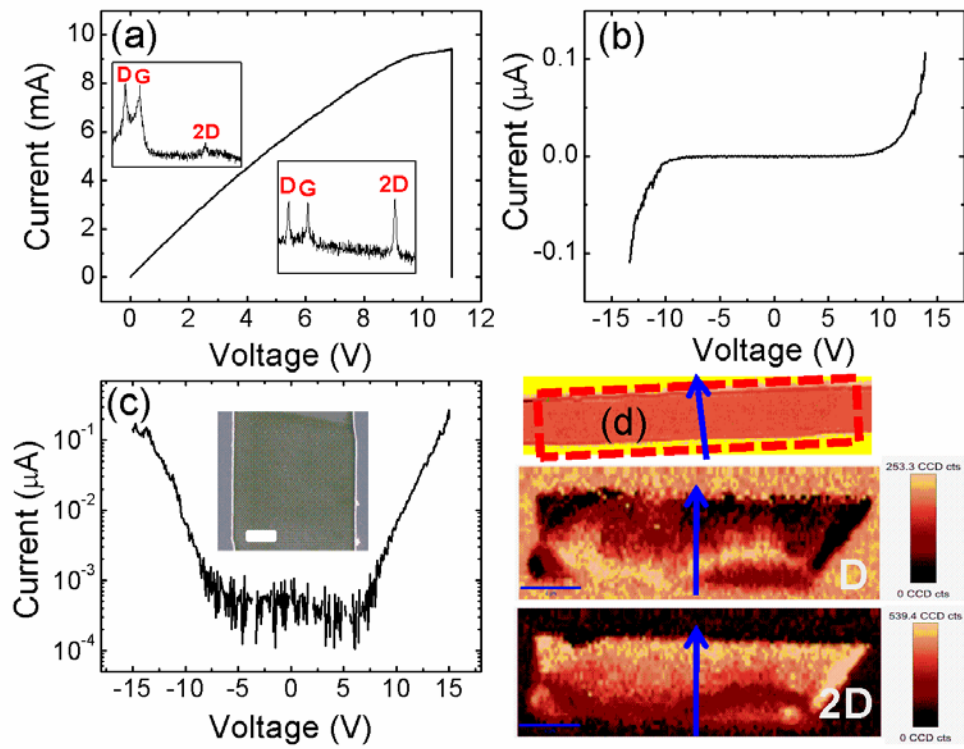 (a)
Current (mA)
10
8
6
4
2
0
D
G
2D
D
G
2D
0
2
4
6
8
10
12
Voltage (V)
(b)
Current (μA)
0.1
0.0
-0.1
-15
-10
-5
0
5
10
15
Voltage (V)
(c)
Current (μA)
10⁻¹
10⁻²
10⁻³
10⁻⁴
-15
-10
-5
0
5
10
15
Voltage (V)
(d)
253.3 CCD cts
D
0 CCD cts
539.4 CCD cts
2D
0 CCD cts